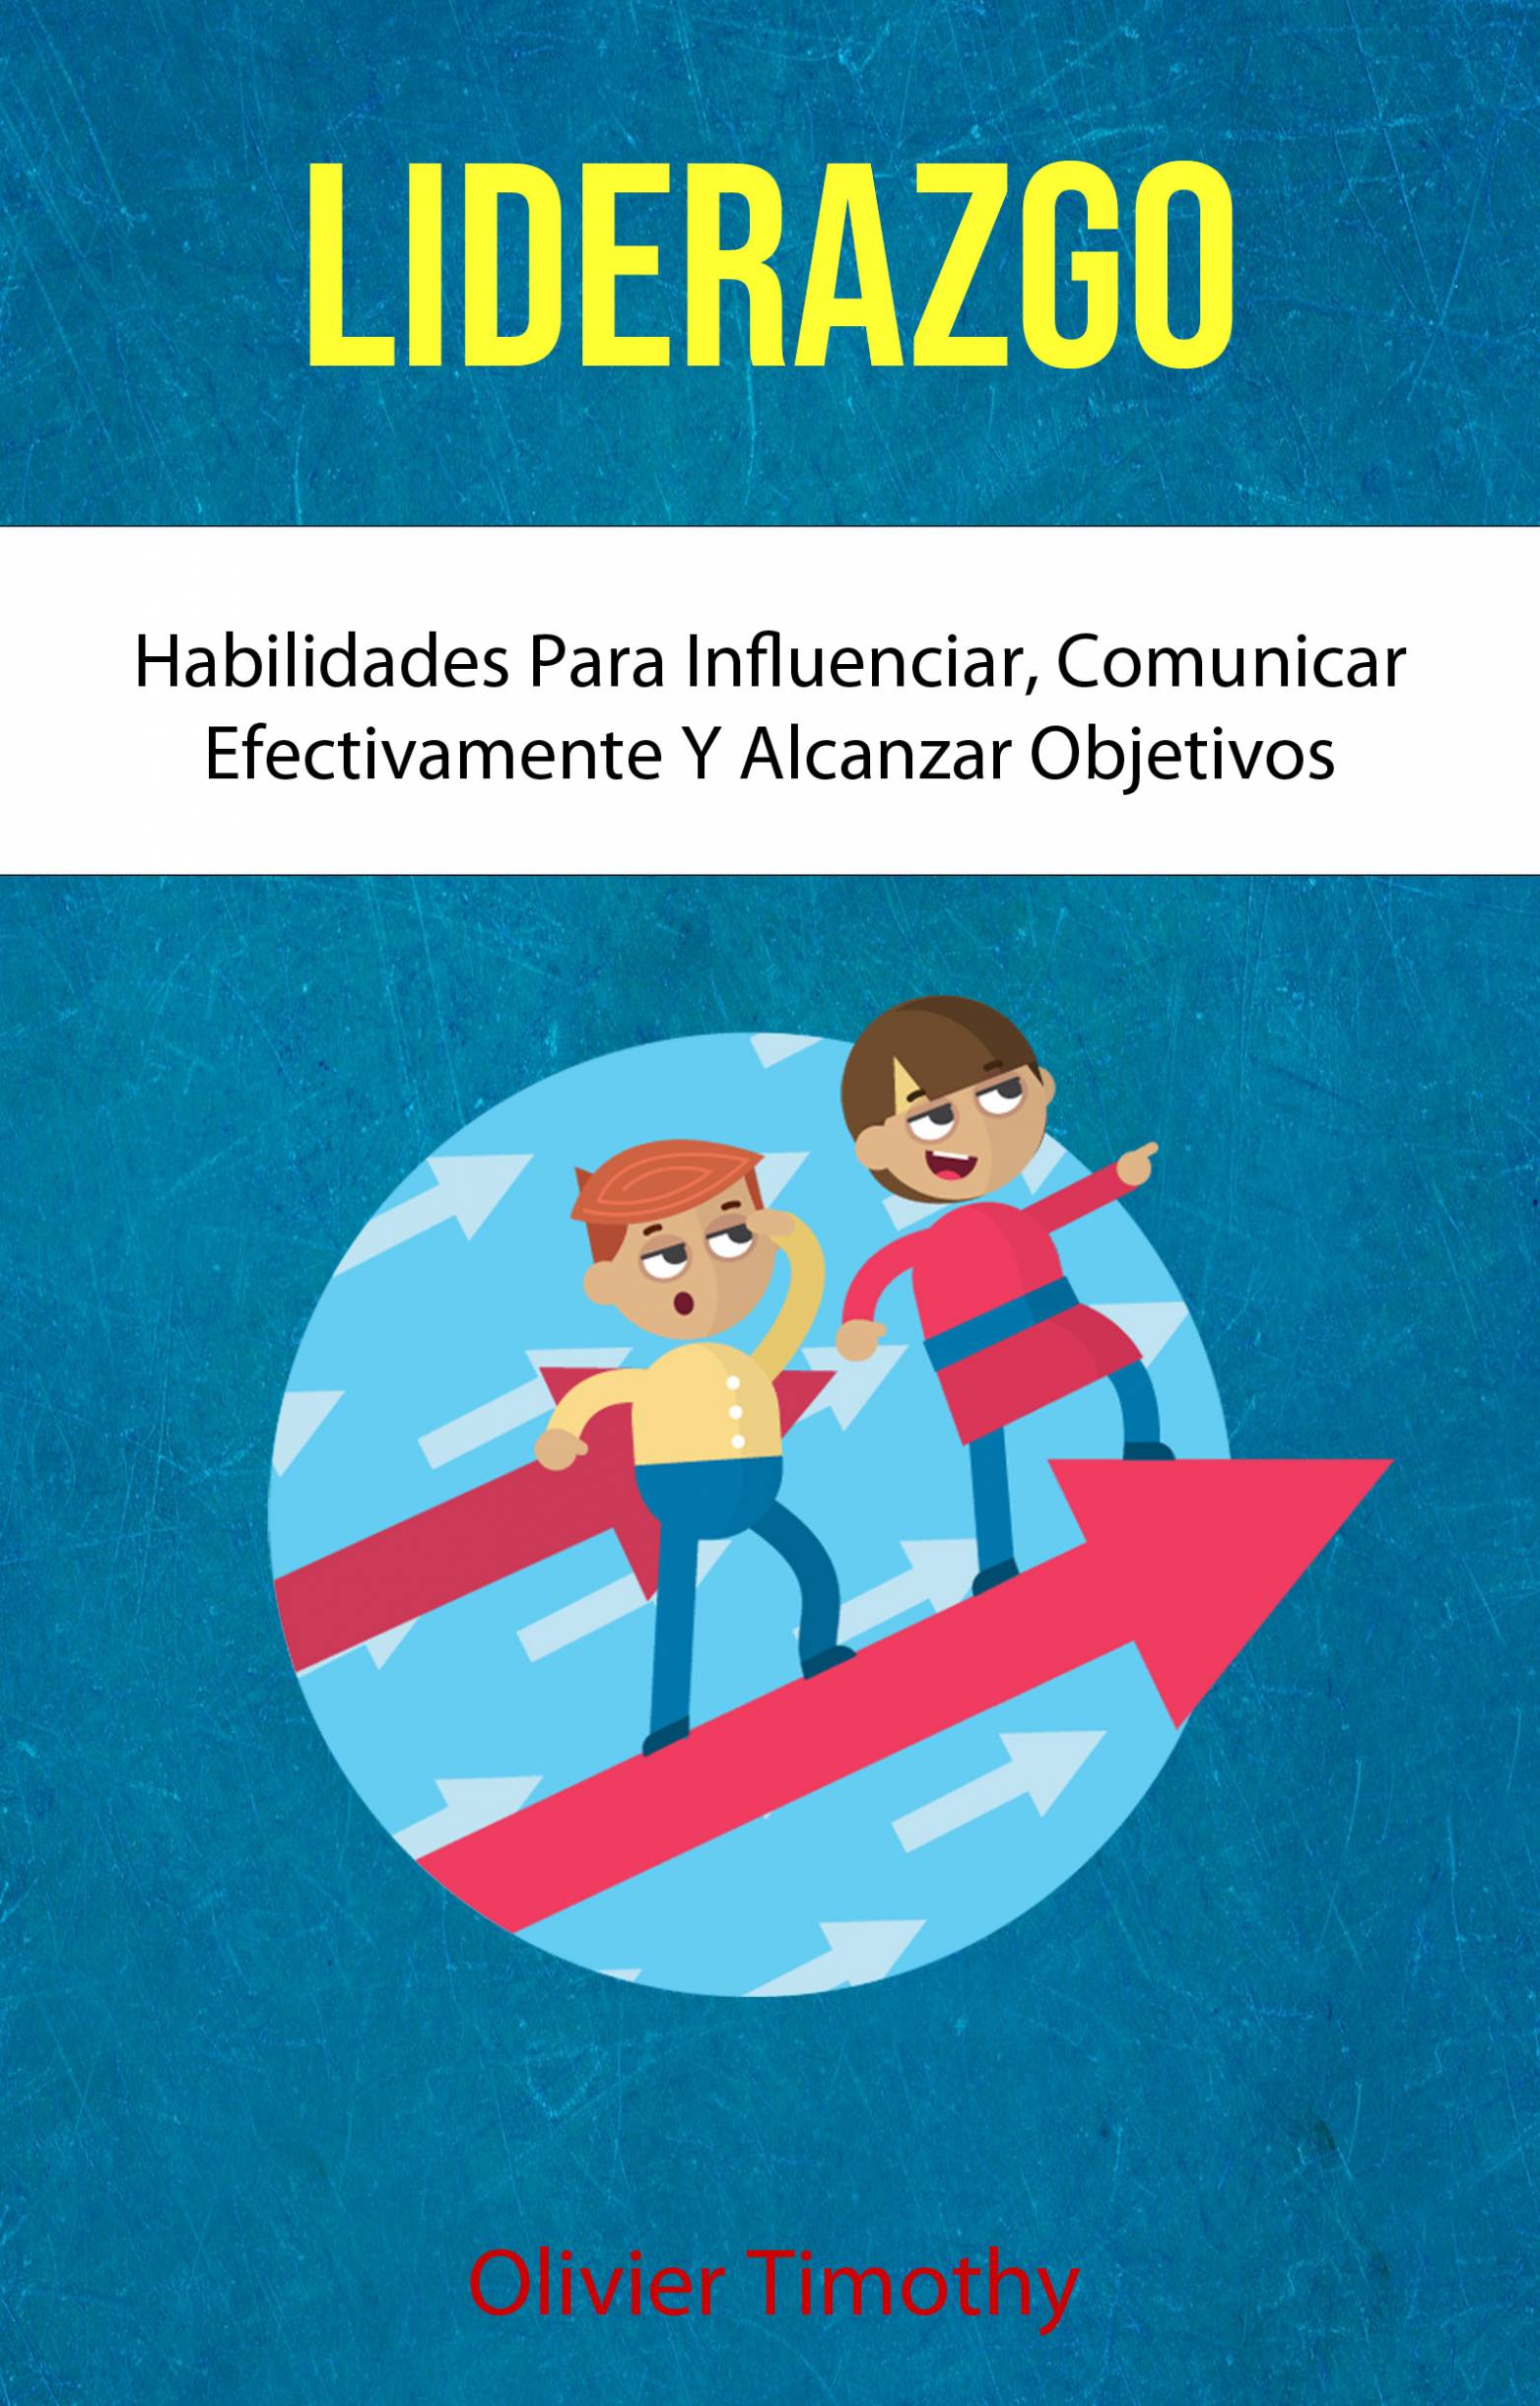 LIDERAZGO
Habilidades Para Influenciar, Comunicar
Efectivamente Y Alcanzar Objetivos
Olivier Timothy